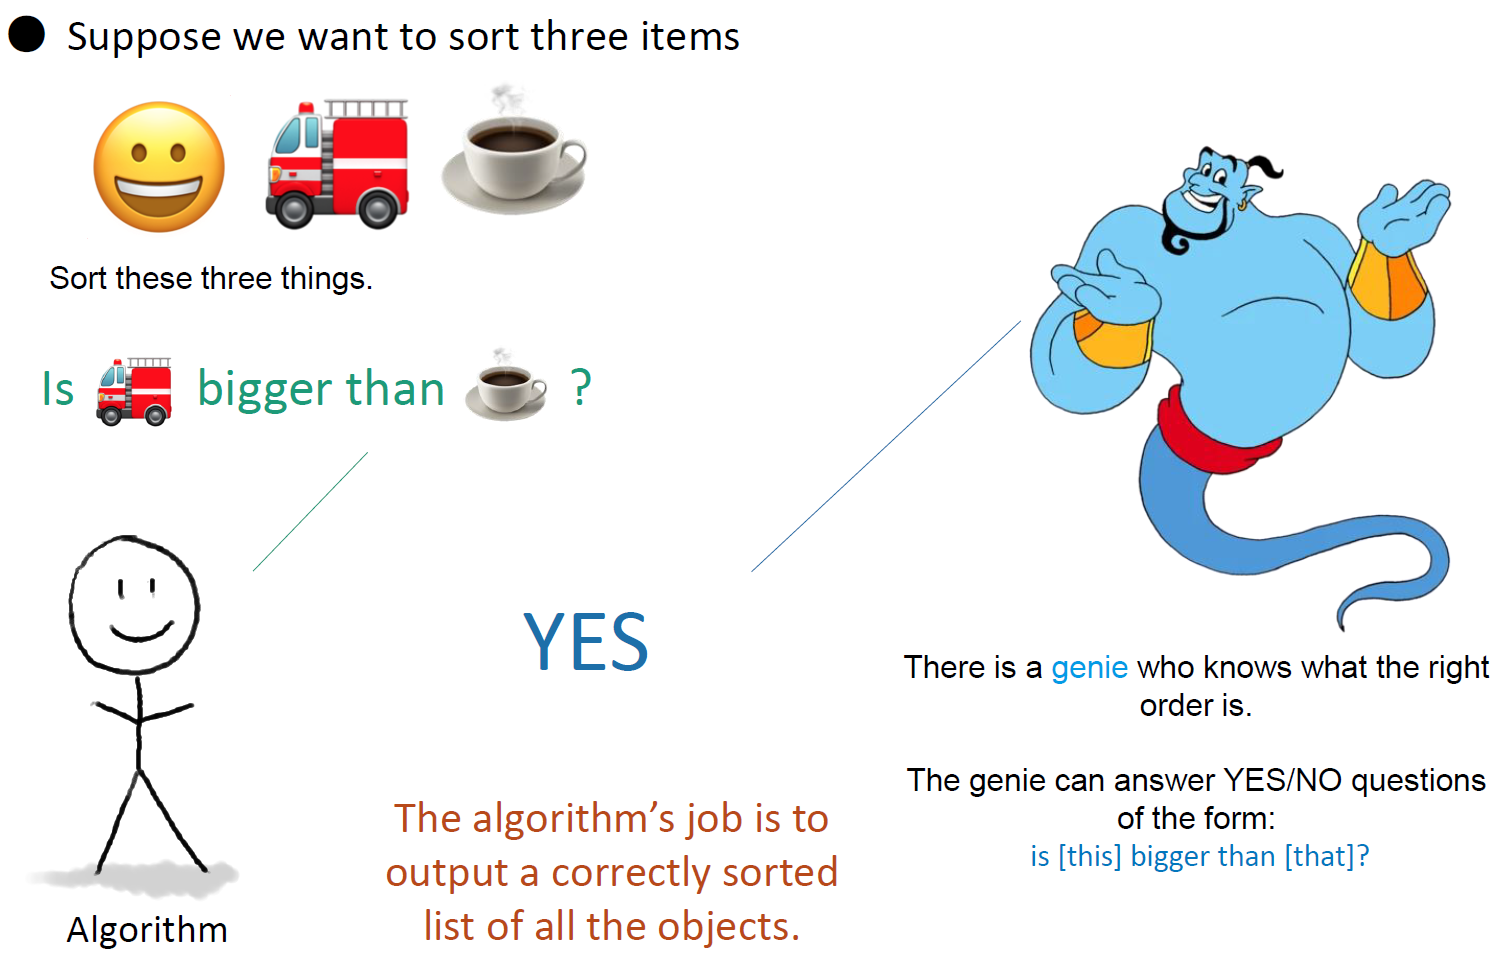 ● Suppose we want to sort three items
Sort these three things.
Is bigger than ?
YES
There is a genie who knows what the right
order is.
The genie can answer YES/NO questions
of the form:
is [this] bigger than [that]?
The algorithm’s job is to
output a correctly sorted
list of all the objects.
Algorithm